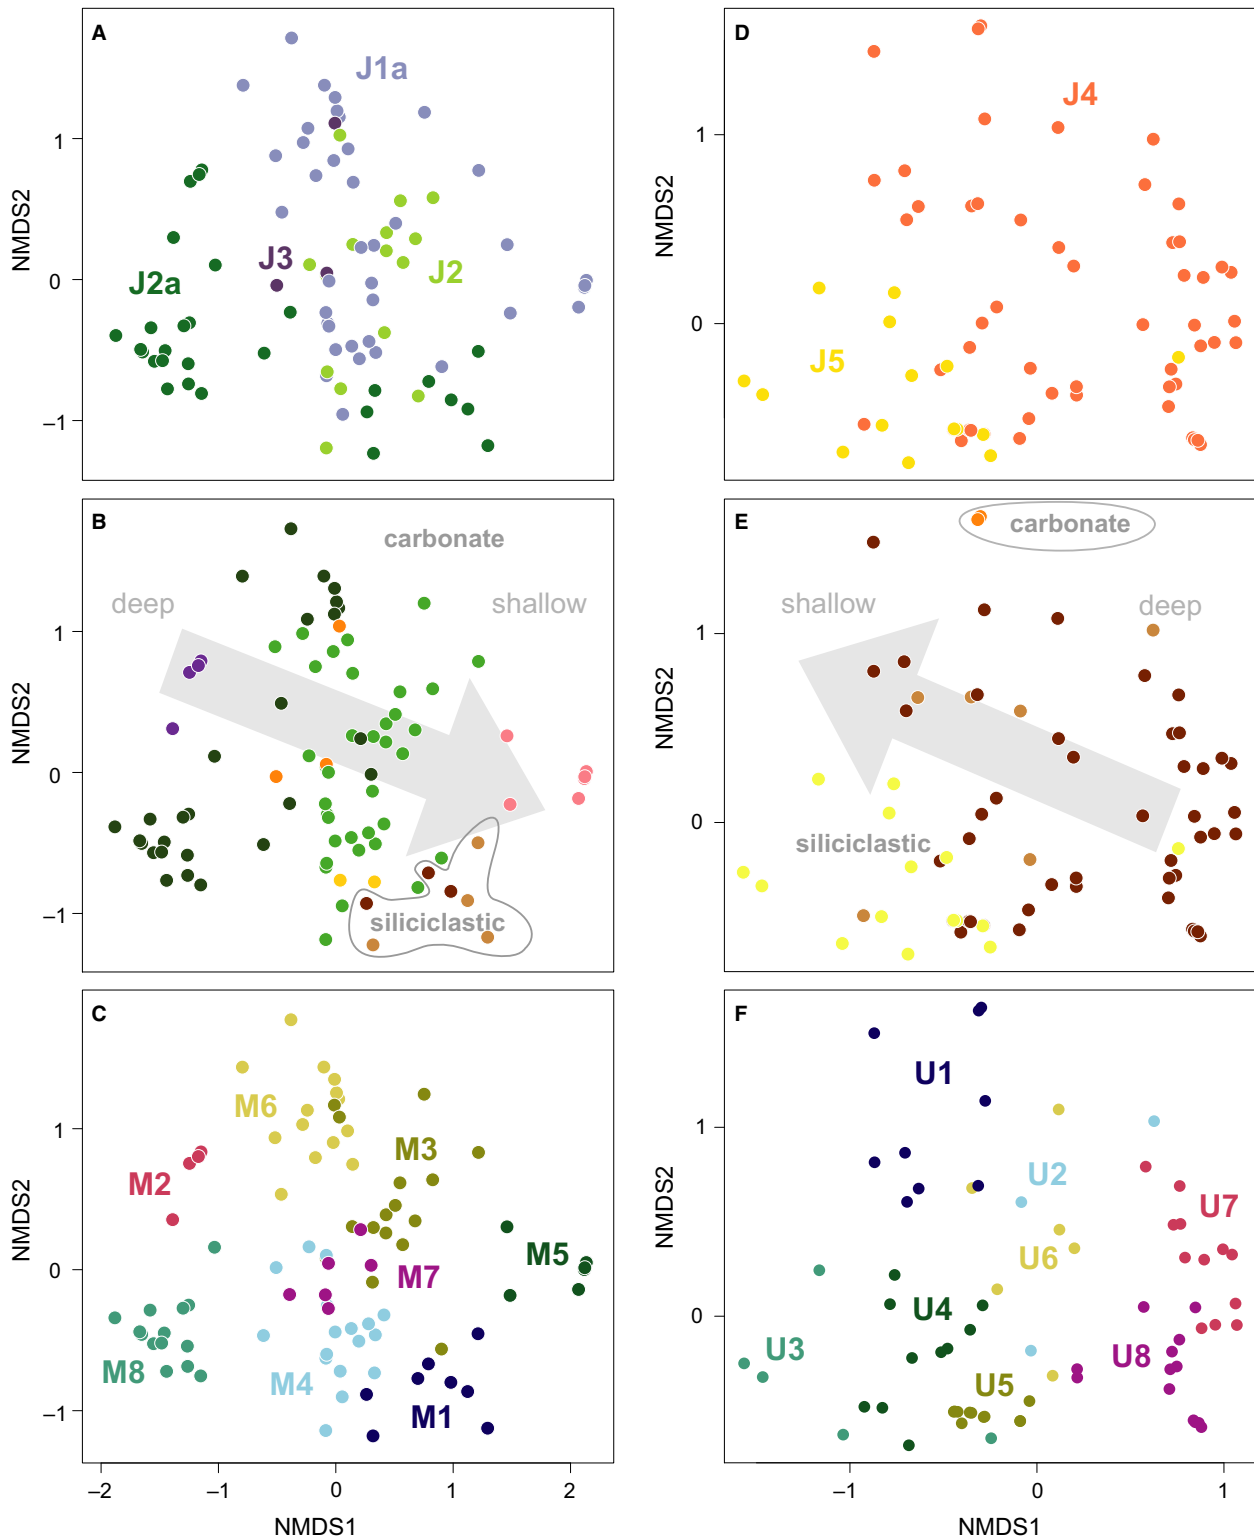 A
J1a
J2a
J3
J2
NMDS2
1
0
−1
D
J4
J5
NMDS2
1
0
B
carbonate
deep
shallow
siliciclastic
NMDS2
1
0
−1
E
carbonate
shallow
deep
siliciclastic
NMDS2
1
0
C
M6
M3
M2
M5
M7
M8
M4
M1
NMDS2
1
0
−1
−2
−1
0
1
2
NMDS1
F
U1
U2
U7
U6
U4
U3
U8
U5
NMDS2
1
0
−1
0
1
NMDS1